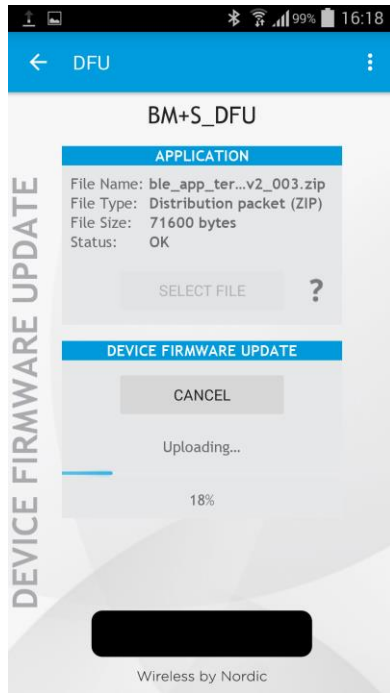 99% 16:18
DFU
BM+S_DFU
DEVICE FIRMWARE UPDATE
APPLICATION
File Name: ble_app_ter...v2_003.zip
File Type: Distribution packet (ZIP)
File Size: 71600 bytes
Status: OK
SELECT FILE ?
DEVICE FIRMWARE UPDATE
CANCEL
Uploading...
18%
Wireless by Nordic